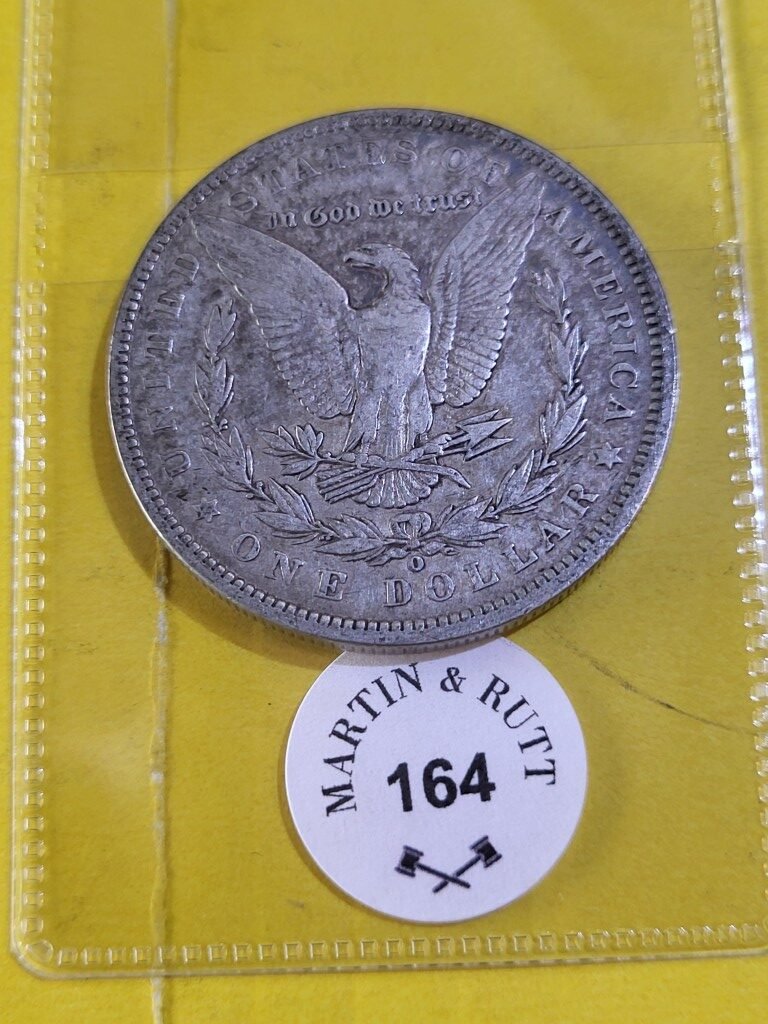 UNITED STATES OF AMERICA
In God we trust
ONE DOLLAR
O
MARTIN & RUTT
164